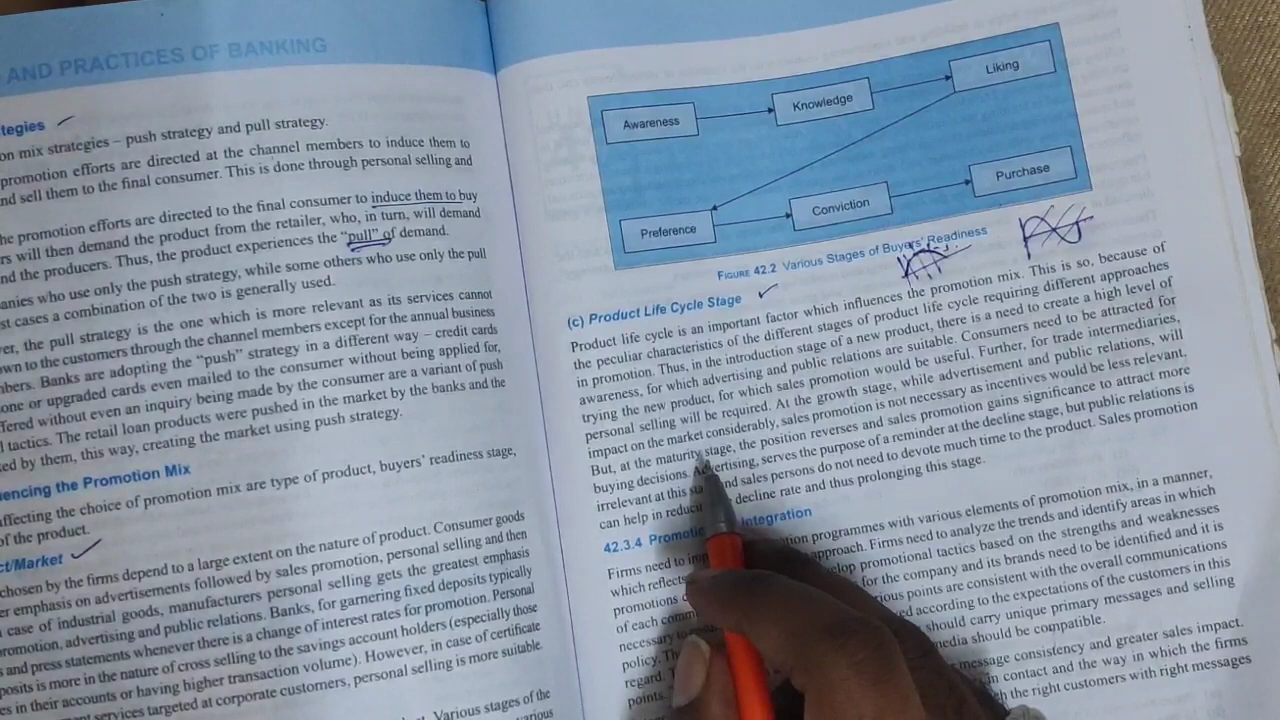 AND PRACTICES OF BANKING
tegies
on mix strategies – push strategy and pull strategy.
promotion efforts are directed at the channel members to induce them to
nd sell them to the final consumer. This is done through personal selling and
he promotion efforts are directed to the final consumer to induce them to buy
rs will then demand the product from the retailer, who, in turn, will demand
nd the producers. Thus, the product experiences the "pull" of demand.
anies who use only the push strategy, while some others who use only the pull
st cases a combination of the two is generally used.
er, the pull strategy is the one which is more relevant as its services cannot
own to the customers through the channel members except for the annual business
nbers. Banks are adopting the "push" strategy in a different way – credit cards
one or upgraded cards even mailed to the consumer without being applied for,
fered without even an inquiry being made by the consumer are a variant of push
l tactics. The retail loan products were pushed in the market by the banks and the
ed by them, this way, creating the market using push strategy.
uencing the Promotion Mix
affecting the choice of promotion mix are type of product, buyers' readiness stage,
of the product.
ct/Market
chosen by the firms depend to a large extent on the nature of product. Consumer goods
er emphasis on advertisements followed by sales promotion, personal selling and then
case of industrial goods, manufacturers personal selling gets the greatest emphasis
romotion, advertising and public relations. Banks, for garnering fixed deposits typically
s and press statements whenever there is a change of interest rates for promotion. Personal
posits is more in the nature of cross selling to the savings account holders (especially those
es in their accounts or having higher transaction volume). However, in case of certificate
nt services targeted at corporate customers, personal selling is more suitable.
Various stages of the
various
Awareness
Knowledge
Liking
Preference
Conviction
Purchase
FIGURE 42.2 Various Stages of Buyers' Readiness
(c) Product Life Cycle Stage
Product life cycle is an important factor which influences the promotion mix. This is so, because of
the peculiar characteristics of the different stages of product life cycle requiring different approaches
in promotion. Thus, in the introduction stage of a new product, there is a need to create a high level of
awareness, for which advertising and public relations are suitable. Consumers need to be attracted for
trying the new product, for which sales promotion would be useful. Further, for trade intermediaries,
personal selling will be required. At the growth stage, while advertisement and public relations, will
impact on the market considerably, sales promotion is not necessary as incentives would be less relevant,
But, at the maturity stage, the position reverses and sales promotion gains significance to attract more
buying decisions. Advertising, serves the purpose of a reminder at the decline stage, but public relations is
irrelevant at this sta and sales persons do not need to devote much time to the product. Sales promotion
can help in reducin decline rate and thus prolonging this stage.
42.3.4 Promotio Integration
Firms need to imp tion programmes with various elements of promotion mix, in a manner,
which reflects approach. Firms need to analyze the trends and identify areas in which
promotions c elop promotional tactics based on the strengths and weaknesses
of each comm for the company and its brands need to be identified and it is
necessary to rious points are consistent with the overall communications
policy. Th ed according to the expectations of the customers in this
regard. T should carry unique primary messages and selling
points. media should be compatible.
message consistency and greater sales impact.
n contact and the way in which the firms
h the right customers with right messages